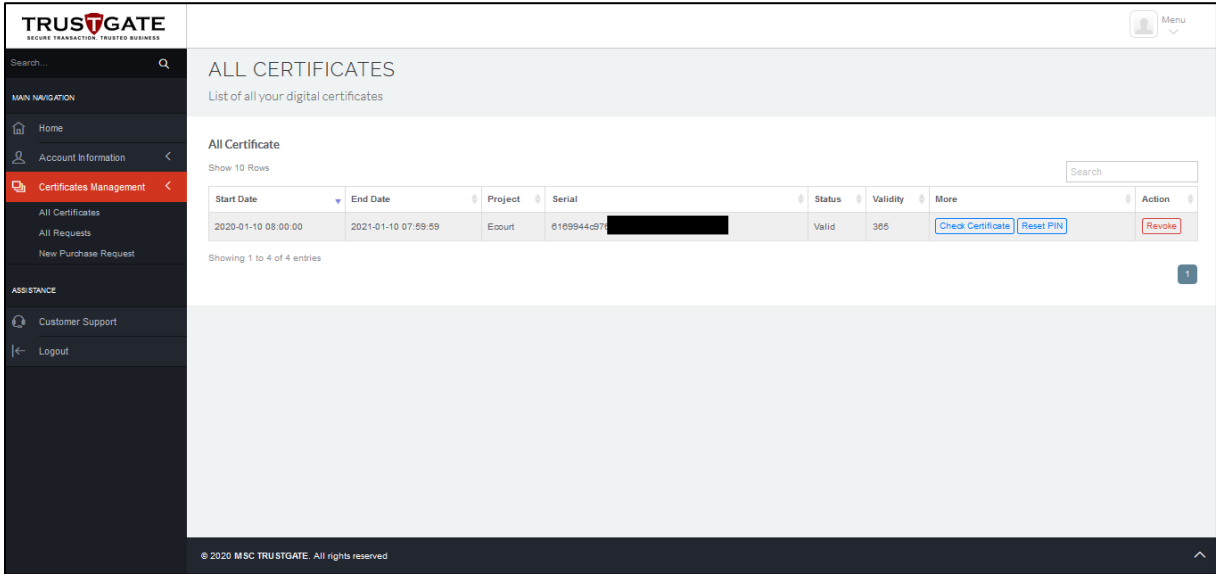 TRUSTGATE
SECURE TRANSACTION. TRUSTED BUSINESS
Menu
Search...
ALL CERTIFICATES
List of all your digital certificates
MAIN NAVIGATION
Home
Account Information
Certificates Management
All Certificates
All Requests
New Purchase Request
ASSISTANCE
Customer Support
Logout
All Certificate
Show 10 Rows
Search
Start Date End Date Project Serial Status Validity More Action
2020-01-10 08:00:00 2021-01-10 07:59:59 Ecourt 6169944c976 Valid 365 Check Certificate Reset PIN Revoke
Showing 1 to 4 of 4 entries
1
© 2020 MSC TRUSTGATE. All rights reserved